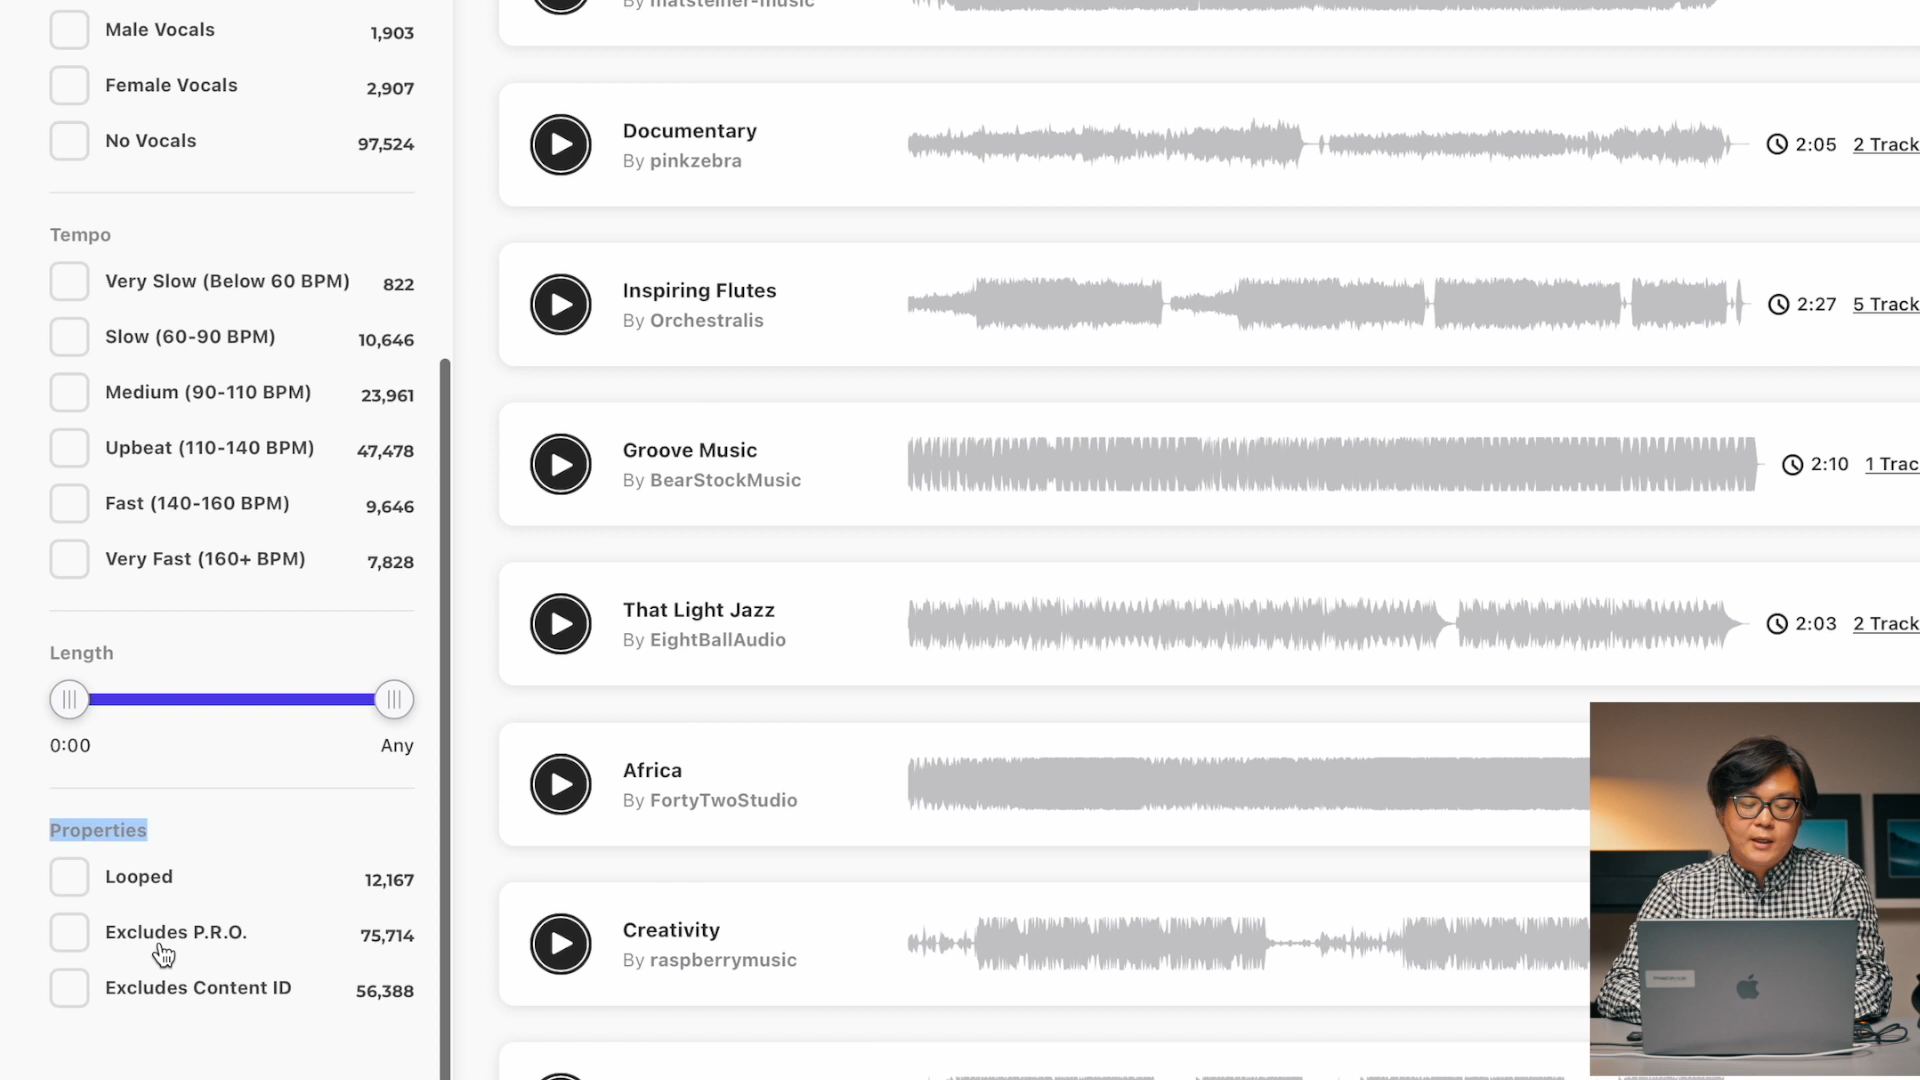 Male Vocals 1,903
Female Vocals 2,907
No Vocals 97,524
Tempo
Very Slow (Below 60 BPM) 822
Slow (60-90 BPM) 10,646
Medium (90-110 BPM) 23,961
Upbeat (110-140 BPM) 47,478
Fast (140-160 BPM) 9,646
Very Fast (160+ BPM) 7,828
Length
0:00 Any
Properties
Looped 12,167
Excludes P.R.O. 75,714
Excludes Content ID 56,388
By matsteiner-music
Documentary
By pinkzebra
2:05 2 Track
Inspiring Flutes
By Orchestralis
2:27 5 Track
Groove Music
By BearStockMusic
2:10 1 Trac
That Light Jazz
By EightBallAudio
2:03 2 Track
Africa
By FortyTwoStudio
Creativity
By raspberrymusic